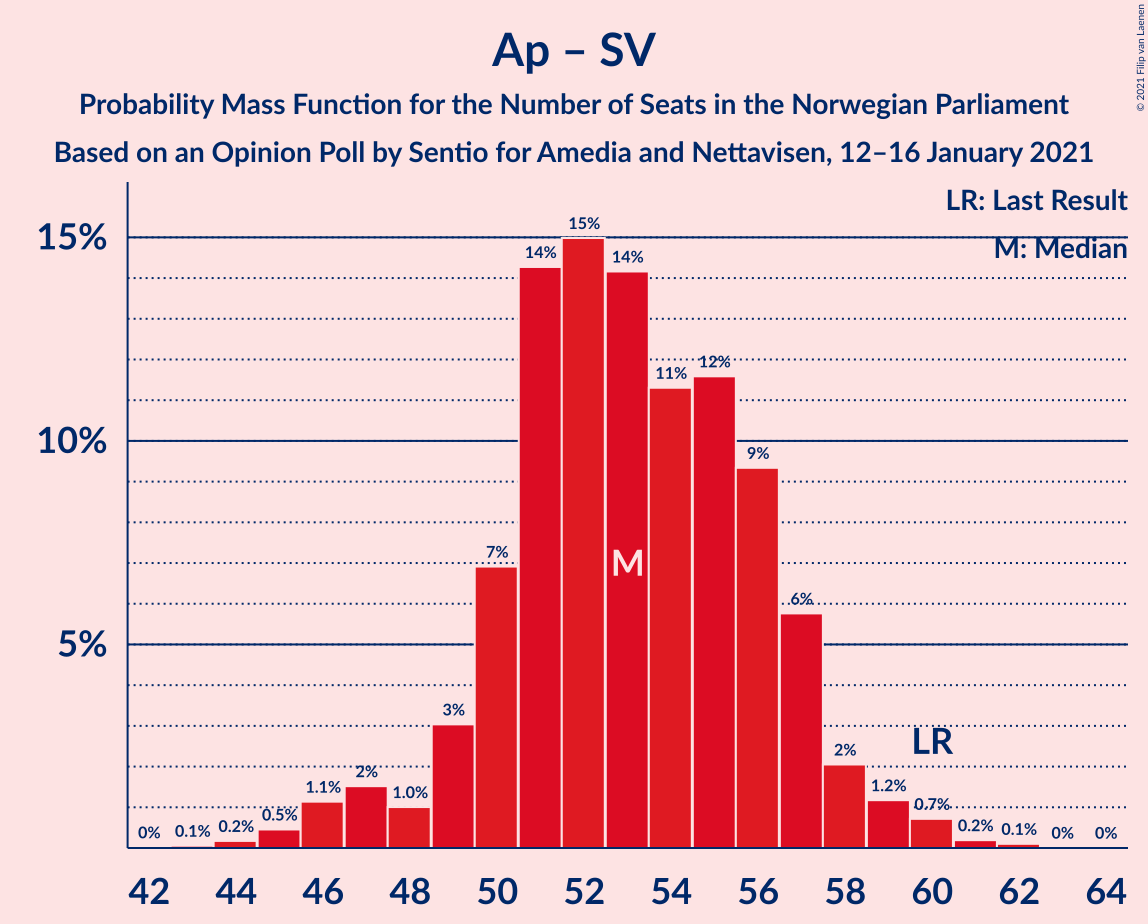 Ap – SV
Probability Mass Function for the Number of Seats in the Norwegian Parliament
Based on an Opinion Poll by Sentio for Amedia and Nettavisen, 12–16 January 2021
© 2021 Filip van Laenen
LR: Last Result
M: Median
15%
10%
5%
0%
0.1%
0.2%
0.5%
1.1%
2%
1.0%
3%
7%
14%
15%
14%
11%
12%
9%
6%
2%
1.2%
0.7%
0.2%
0.1%
0%
0%
M
LR
42 44 46 48 50 52 54 56 58 60 62 64